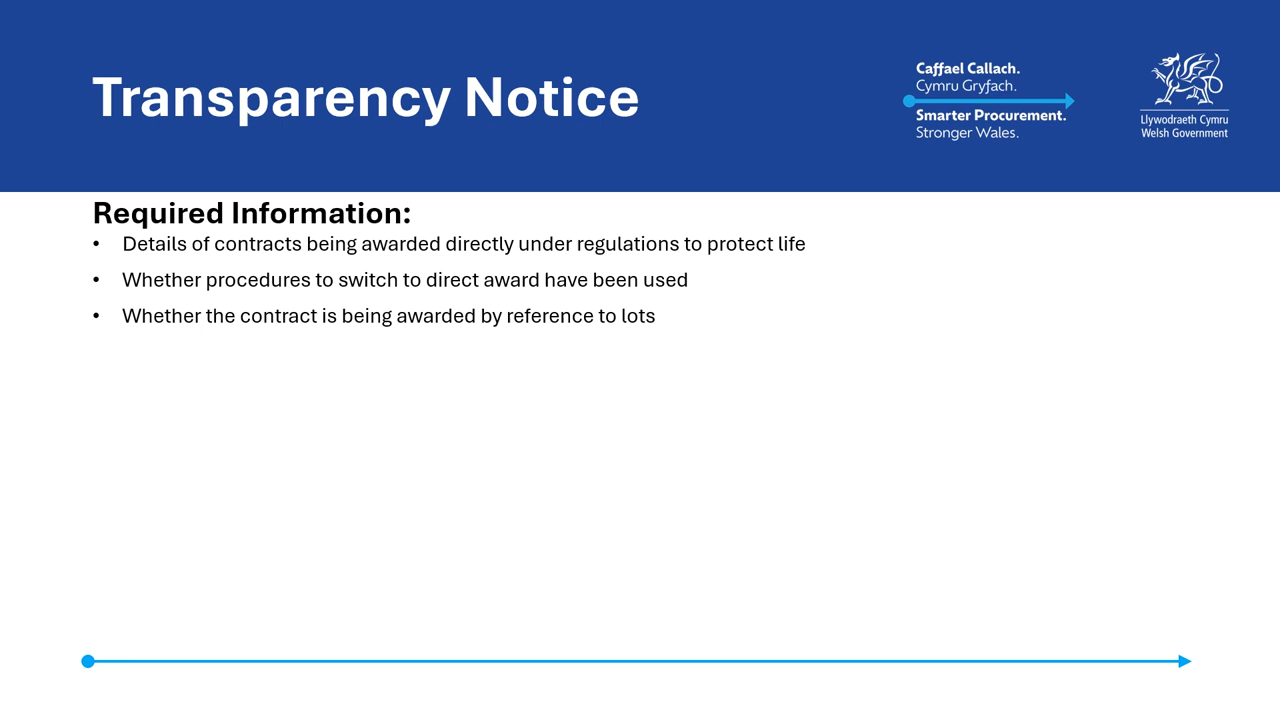 Transparency Notice
Caffael Callach.
Cymru Gryfach.
Smarter Procurement.
Stronger Wales.
Llywodraeth Cymru
Welsh Government
Required Information:
• Details of contracts being awarded directly under regulations to protect life
• Whether procedures to switch to direct award have been used
• Whether the contract is being awarded by reference to lots